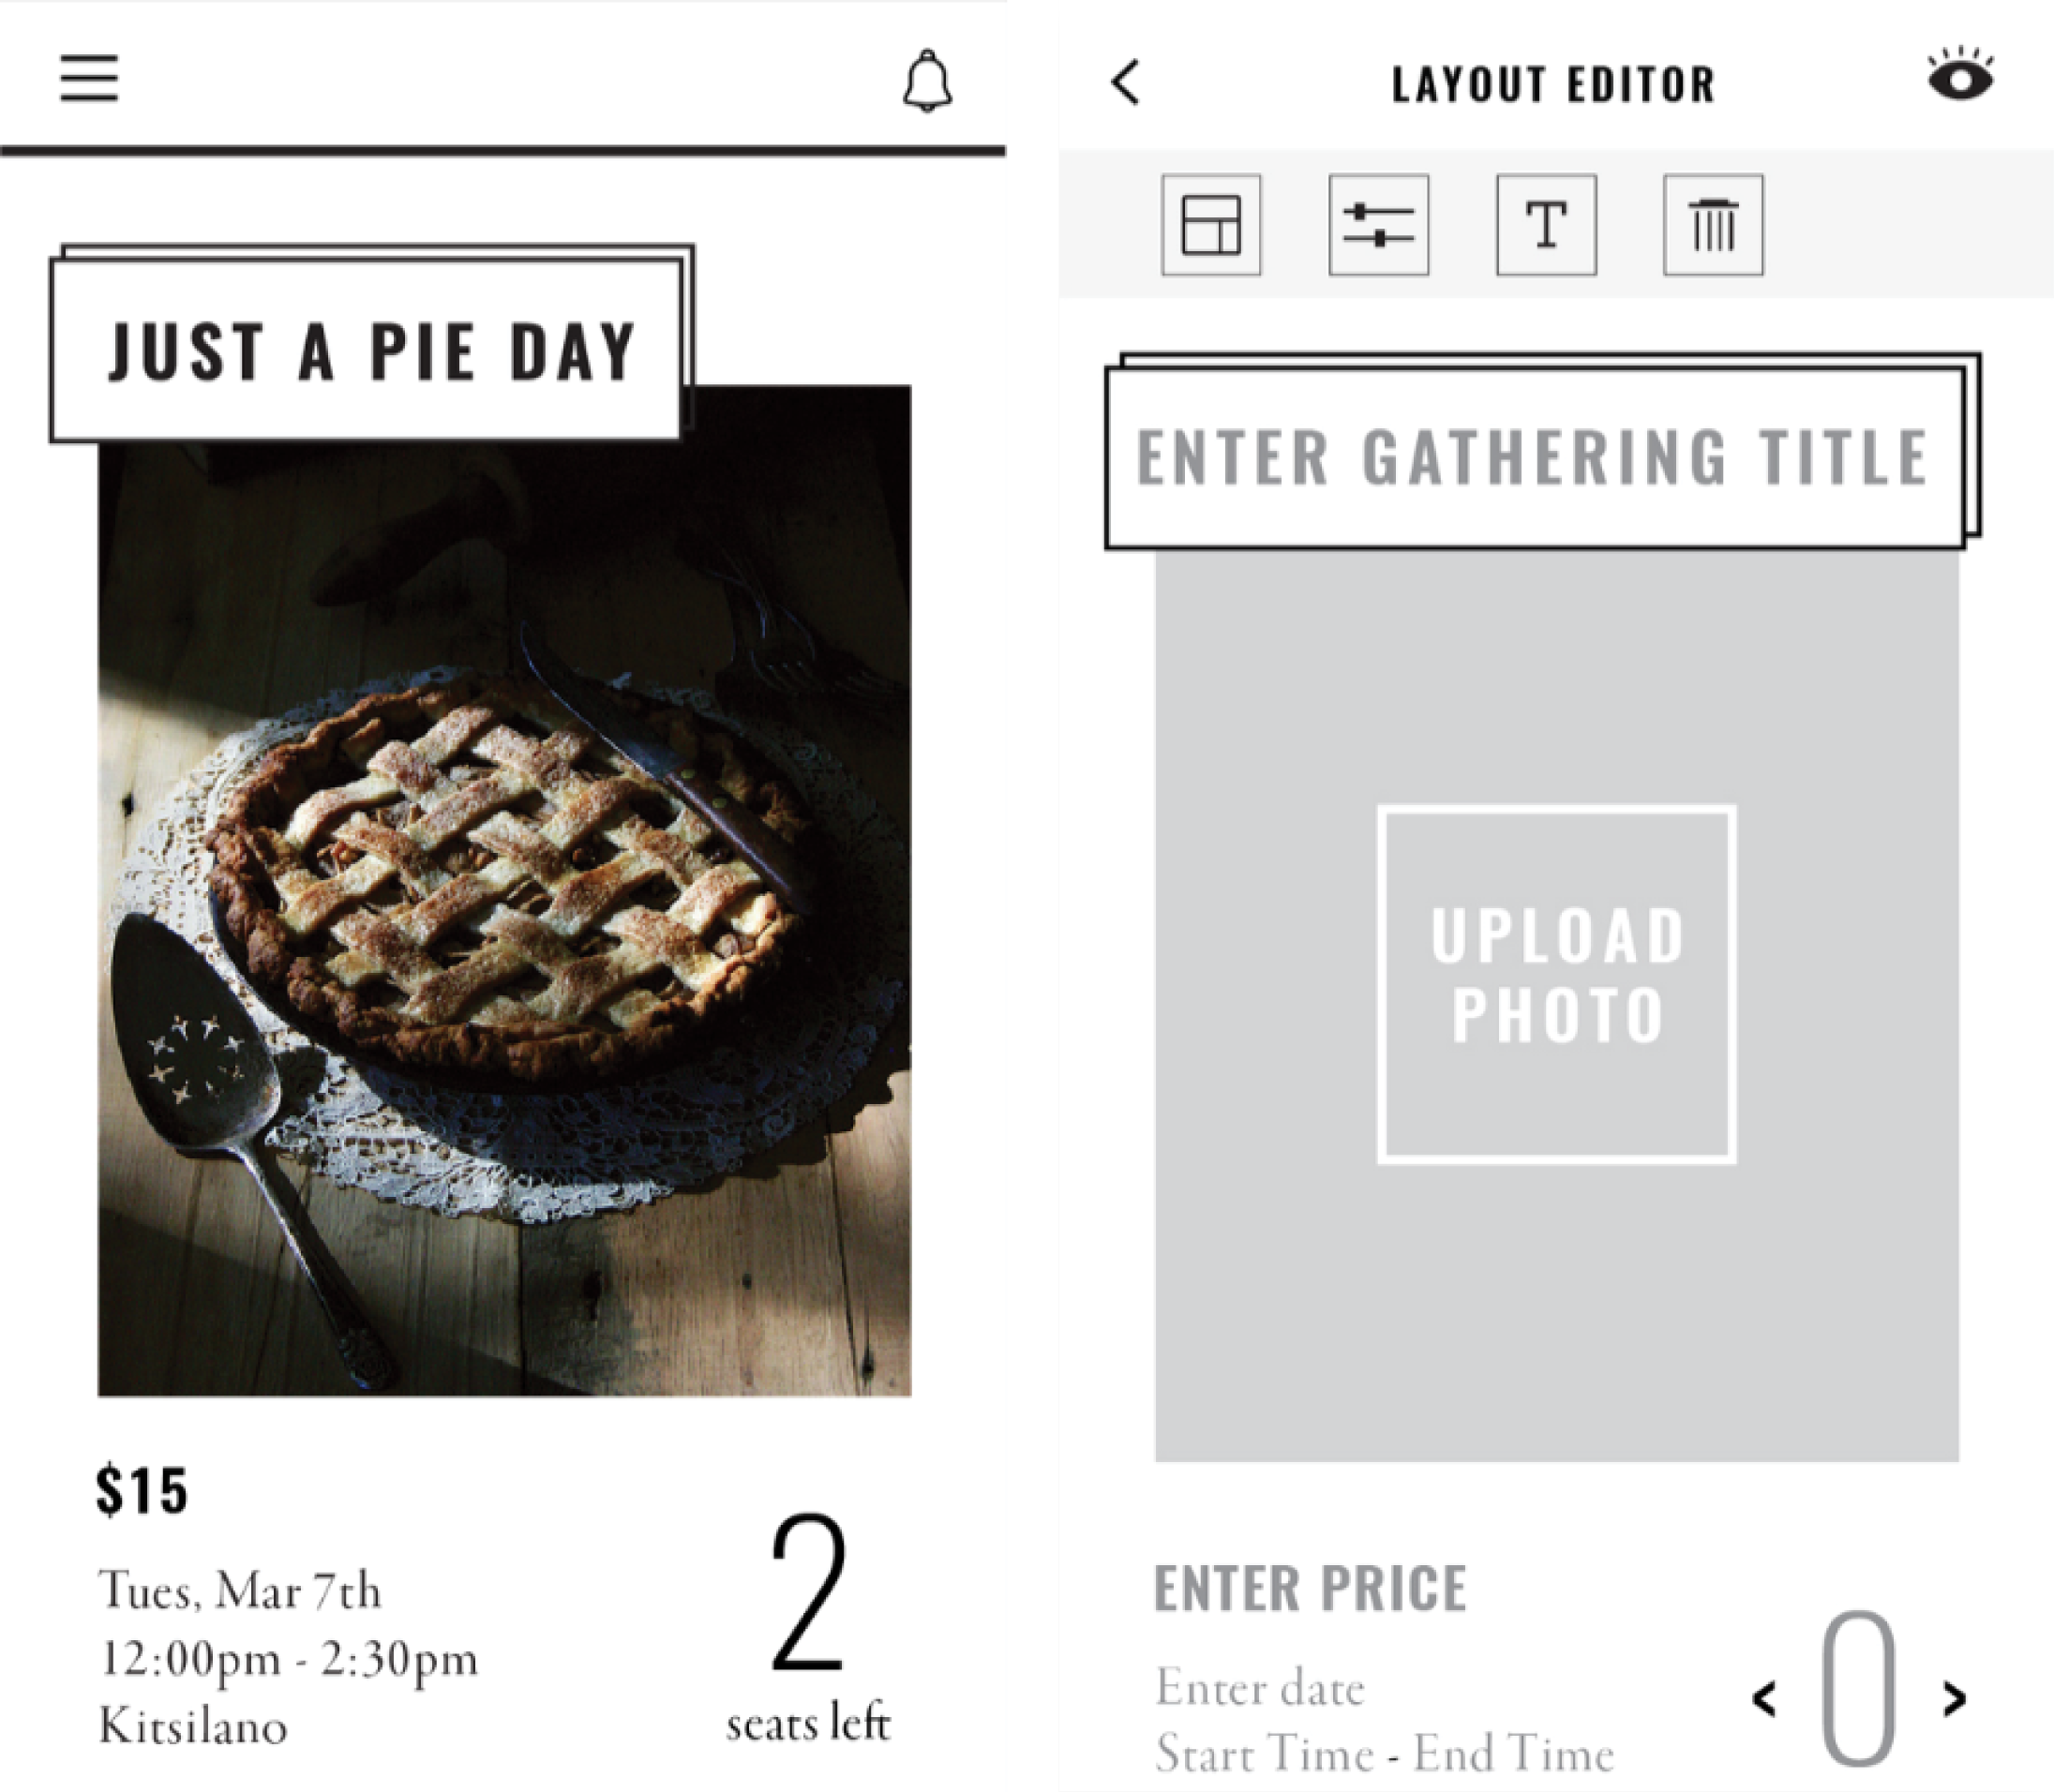 JUST A PIE DAY
$15
Tues, Mar 7th
12:00pm - 2:30pm
Kitsilano
2
seats left
LAYOUT EDITOR
T
ENTER GATHERING TITLE
UPLOAD
PHOTO
ENTER PRICE
Enter date
Start Time - End Time
< 0 >